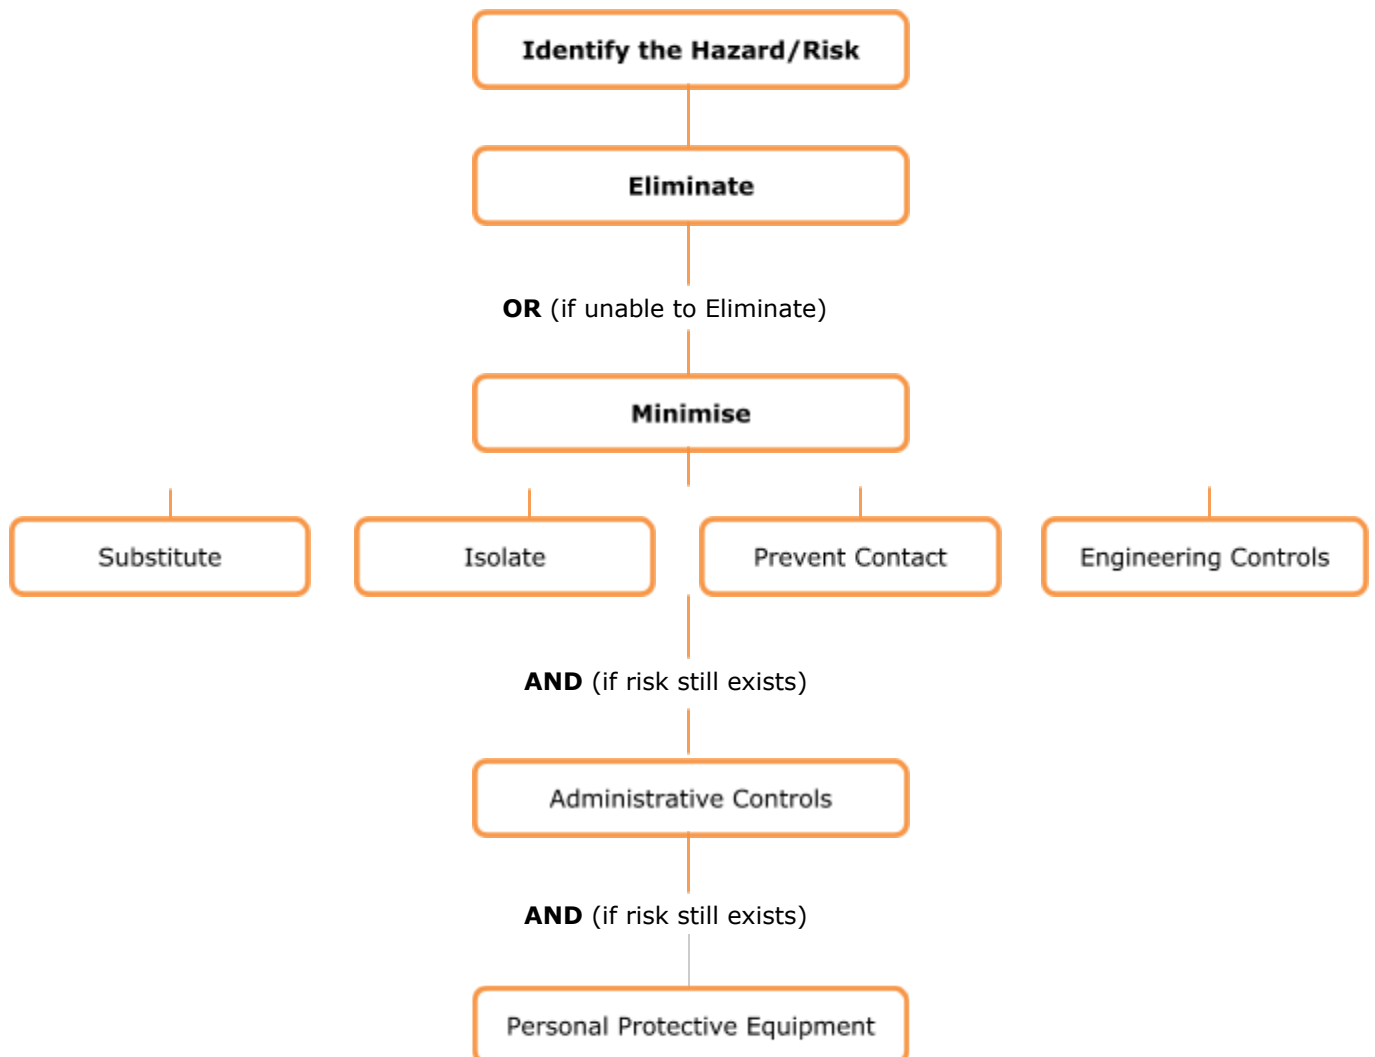 Identify the Hazard/Risk
Eliminate
OR (if unable to Eliminate)
Minimise
Substitute
Isolate
Prevent Contact
Engineering Controls
AND (if risk still exists)
Administrative Controls
AND (if risk still exists)
Personal Protective Equipment